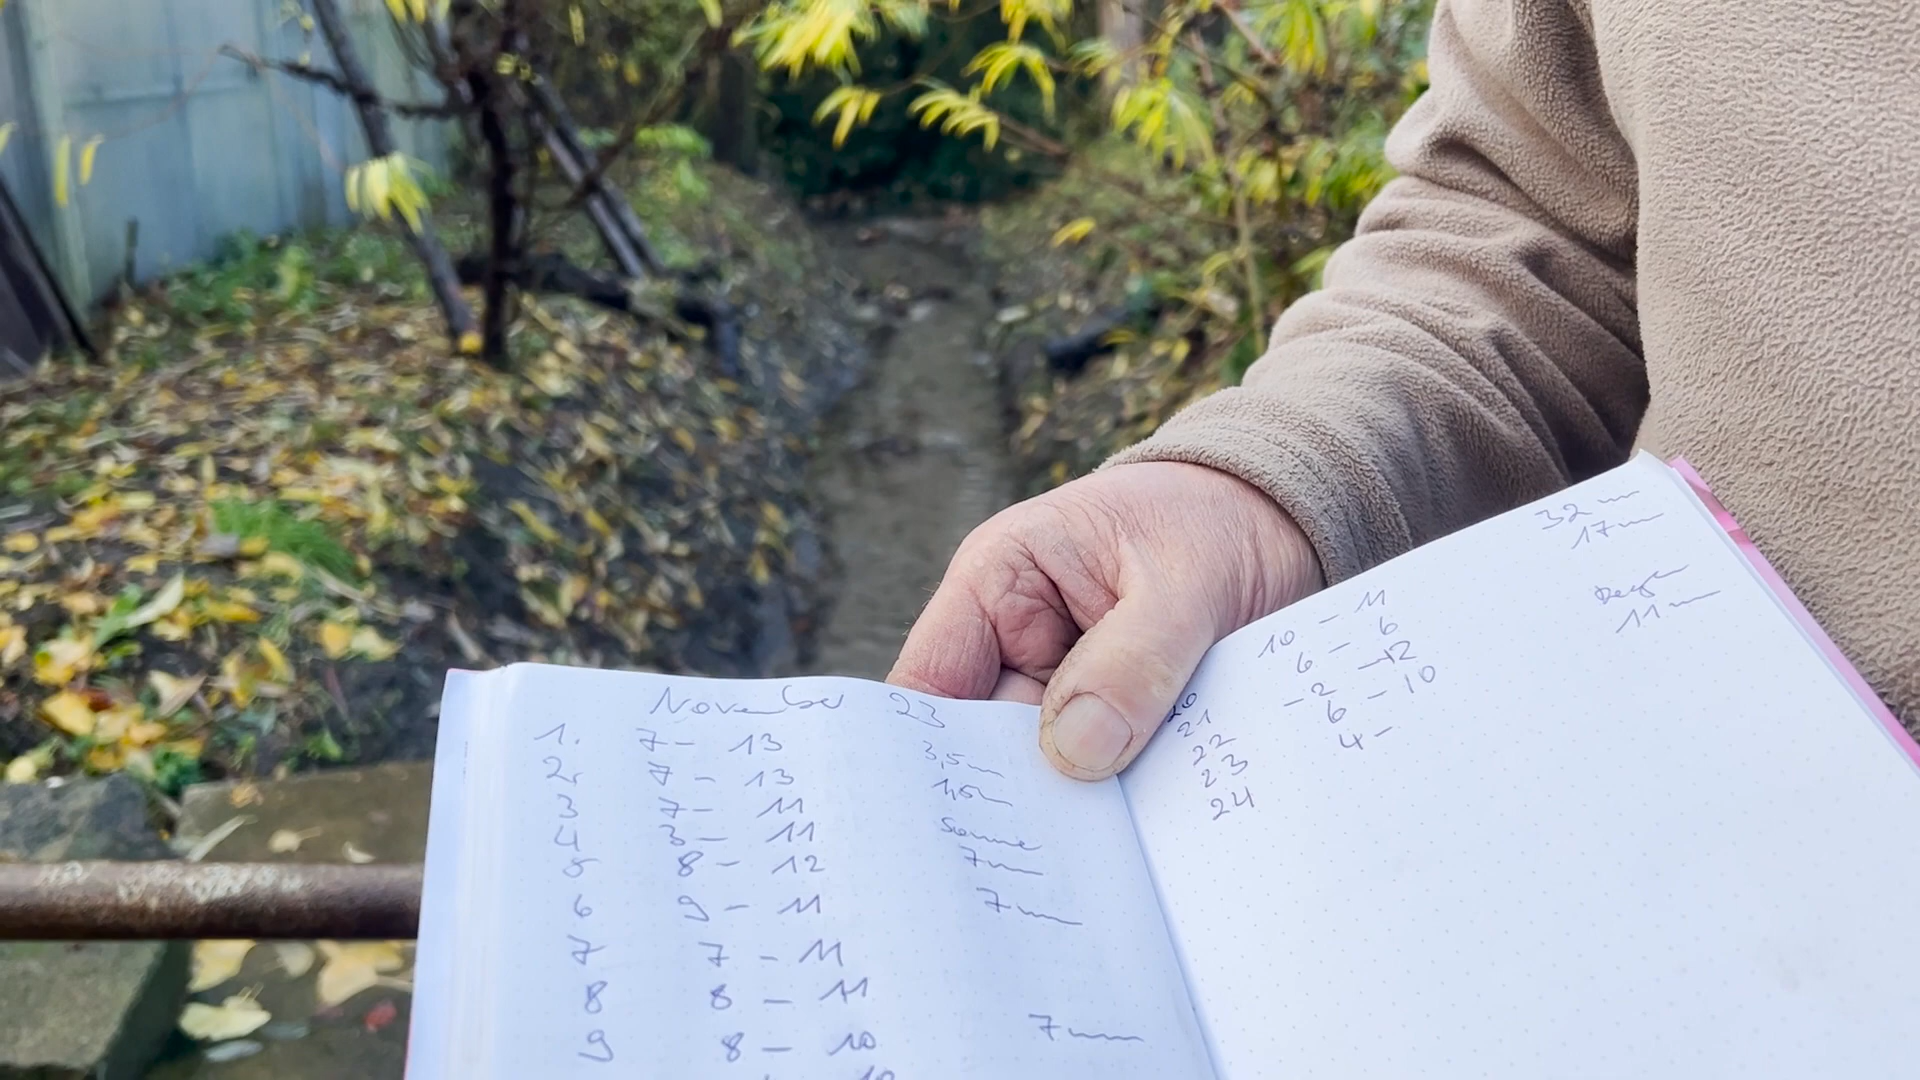 November 23
1. 7 - 13 3,5mm
2. 7 - 13
3 7 - 11 Sonne
4 3 - 11 7mm
5 8 - 12
6 9 - 11 7mm
7 7 - 11
8 8 - 11
9 8 - 10 7mm
10
32mm
17mm
Regen
11mm
20 10 - 11
21 6 - 6
22 -2 - 12
23 6 - 10
24 4 -